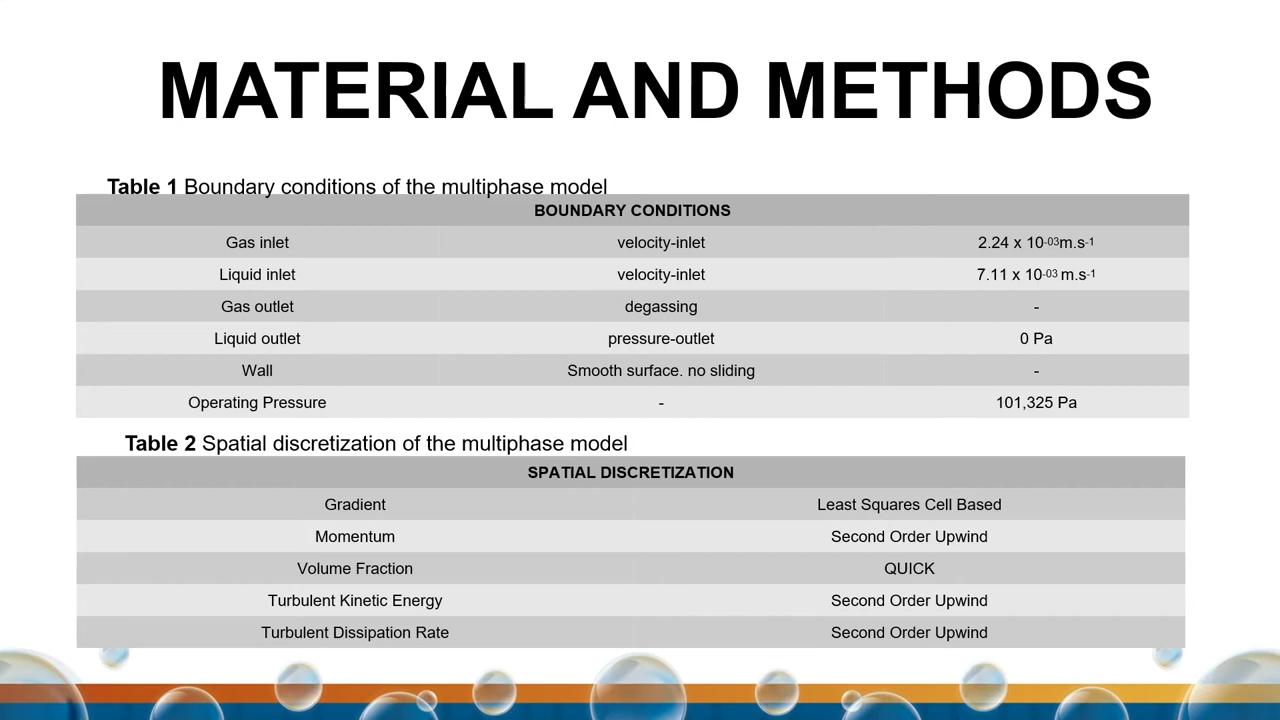 MATERIAL AND METHODS
Table 1 Boundary conditions of the multiphase model
BOUNDARY CONDITIONS
Gas inlet velocity-inlet 2.24 x 10⁻⁰³m.s⁻¹
Liquid inlet velocity-inlet 7.11 x 10⁻⁰³ m.s⁻¹
Gas outlet degassing -
Liquid outlet pressure-outlet 0 Pa
Wall Smooth surface. no sliding -
Operating Pressure - 101,325 Pa
Table 2 Spatial discretization of the multiphase model
SPATIAL DISCRETIZATION
Gradient Least Squares Cell Based
Momentum Second Order Upwind
Volume Fraction QUICK
Turbulent Kinetic Energy Second Order Upwind
Turbulent Dissipation Rate Second Order Upwind